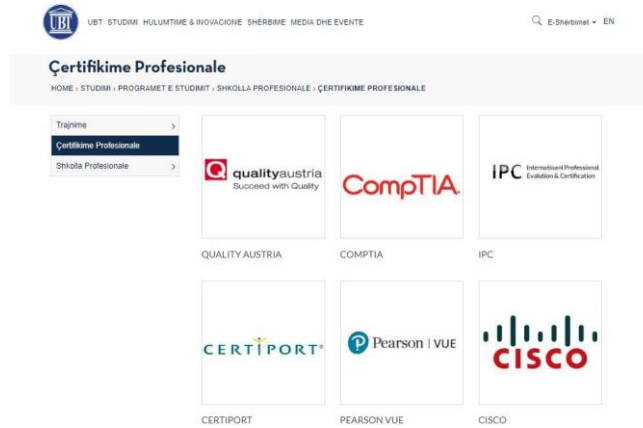 UBT
UBT STUDIMI HULUMTIME & INOVACIONE SHËRBIME MEDIA DHE EVENTE
E-Shërbimet EN
Çertifikime Profesionale
HOME › STUDIMI › PROGRAMET E STUDIMIT › SHKOLLA PROFESIONALE › ÇERTIFIKIME PROFESIONALE
Trajnime
Çertifikime Profesionale
Shkolla Profesionale
qualityaustria
Succeed with Quality
CompTIA.
IPC International Professional
Evalution & Certification
QUALITY AUSTRIA COMPTIA IPC
CERTIPORT®
Pearson | VUE
CISCO
CERTIPORT PEARSON VUE CISCO